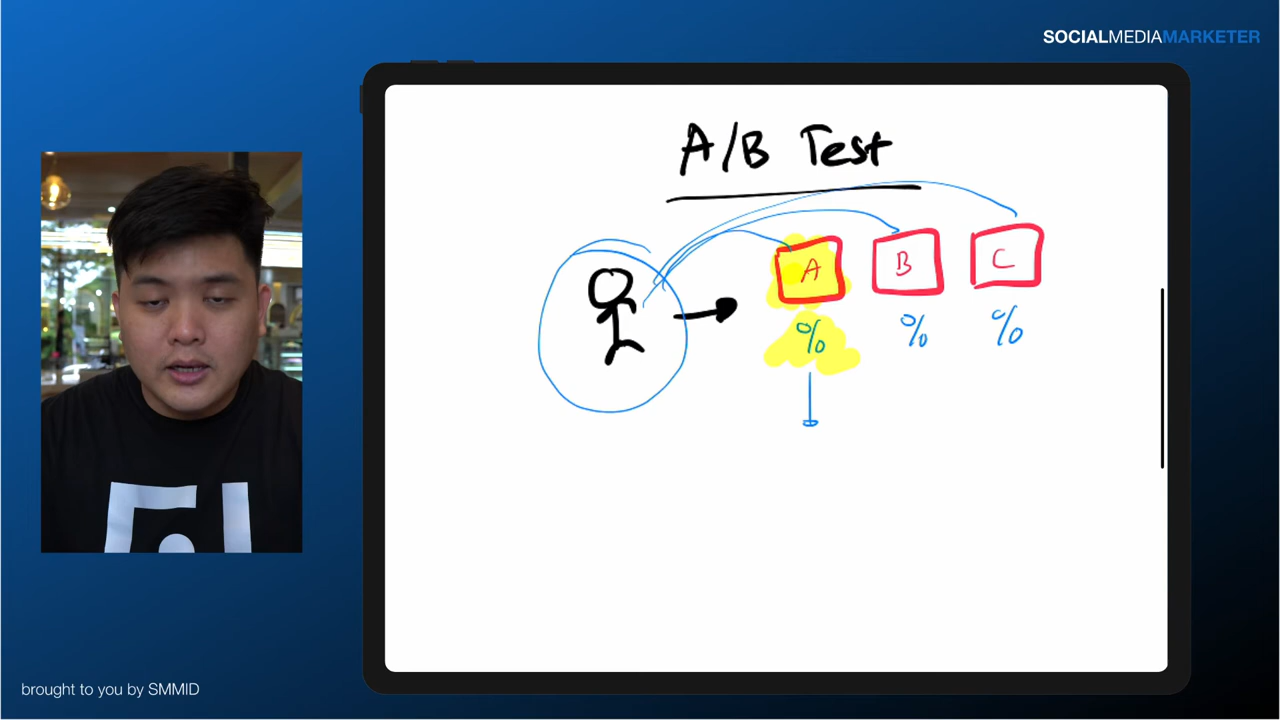 SOCIALMEDIAMARKETER
A/B Test
A B C
% % %
brought to you by SMMID